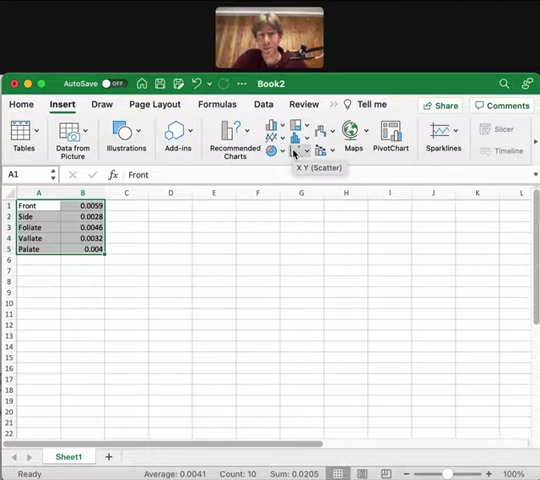 AutoSave OFF Book2
Home Insert Draw Page Layout Formulas Data Review Tell me Share Comments
Tables Data from Picture Illustrations Add-ins Recommended Charts Maps PivotChart Sparklines Slicer Timeline
X Y (Scatter)
A1 fx Front
A B C D E F G H I J K L
1 Front 0.0059
2 Side 0.0028
3 Foliate 0.0046
4 Vallate 0.0032
5 Palate 0.004
6
7
8
9
10
11
12
13
14
15
16
17
18
19
20
21
22
Sheet1
Ready Average: 0.0041 Count: 10 Sum: 0.0205 100%